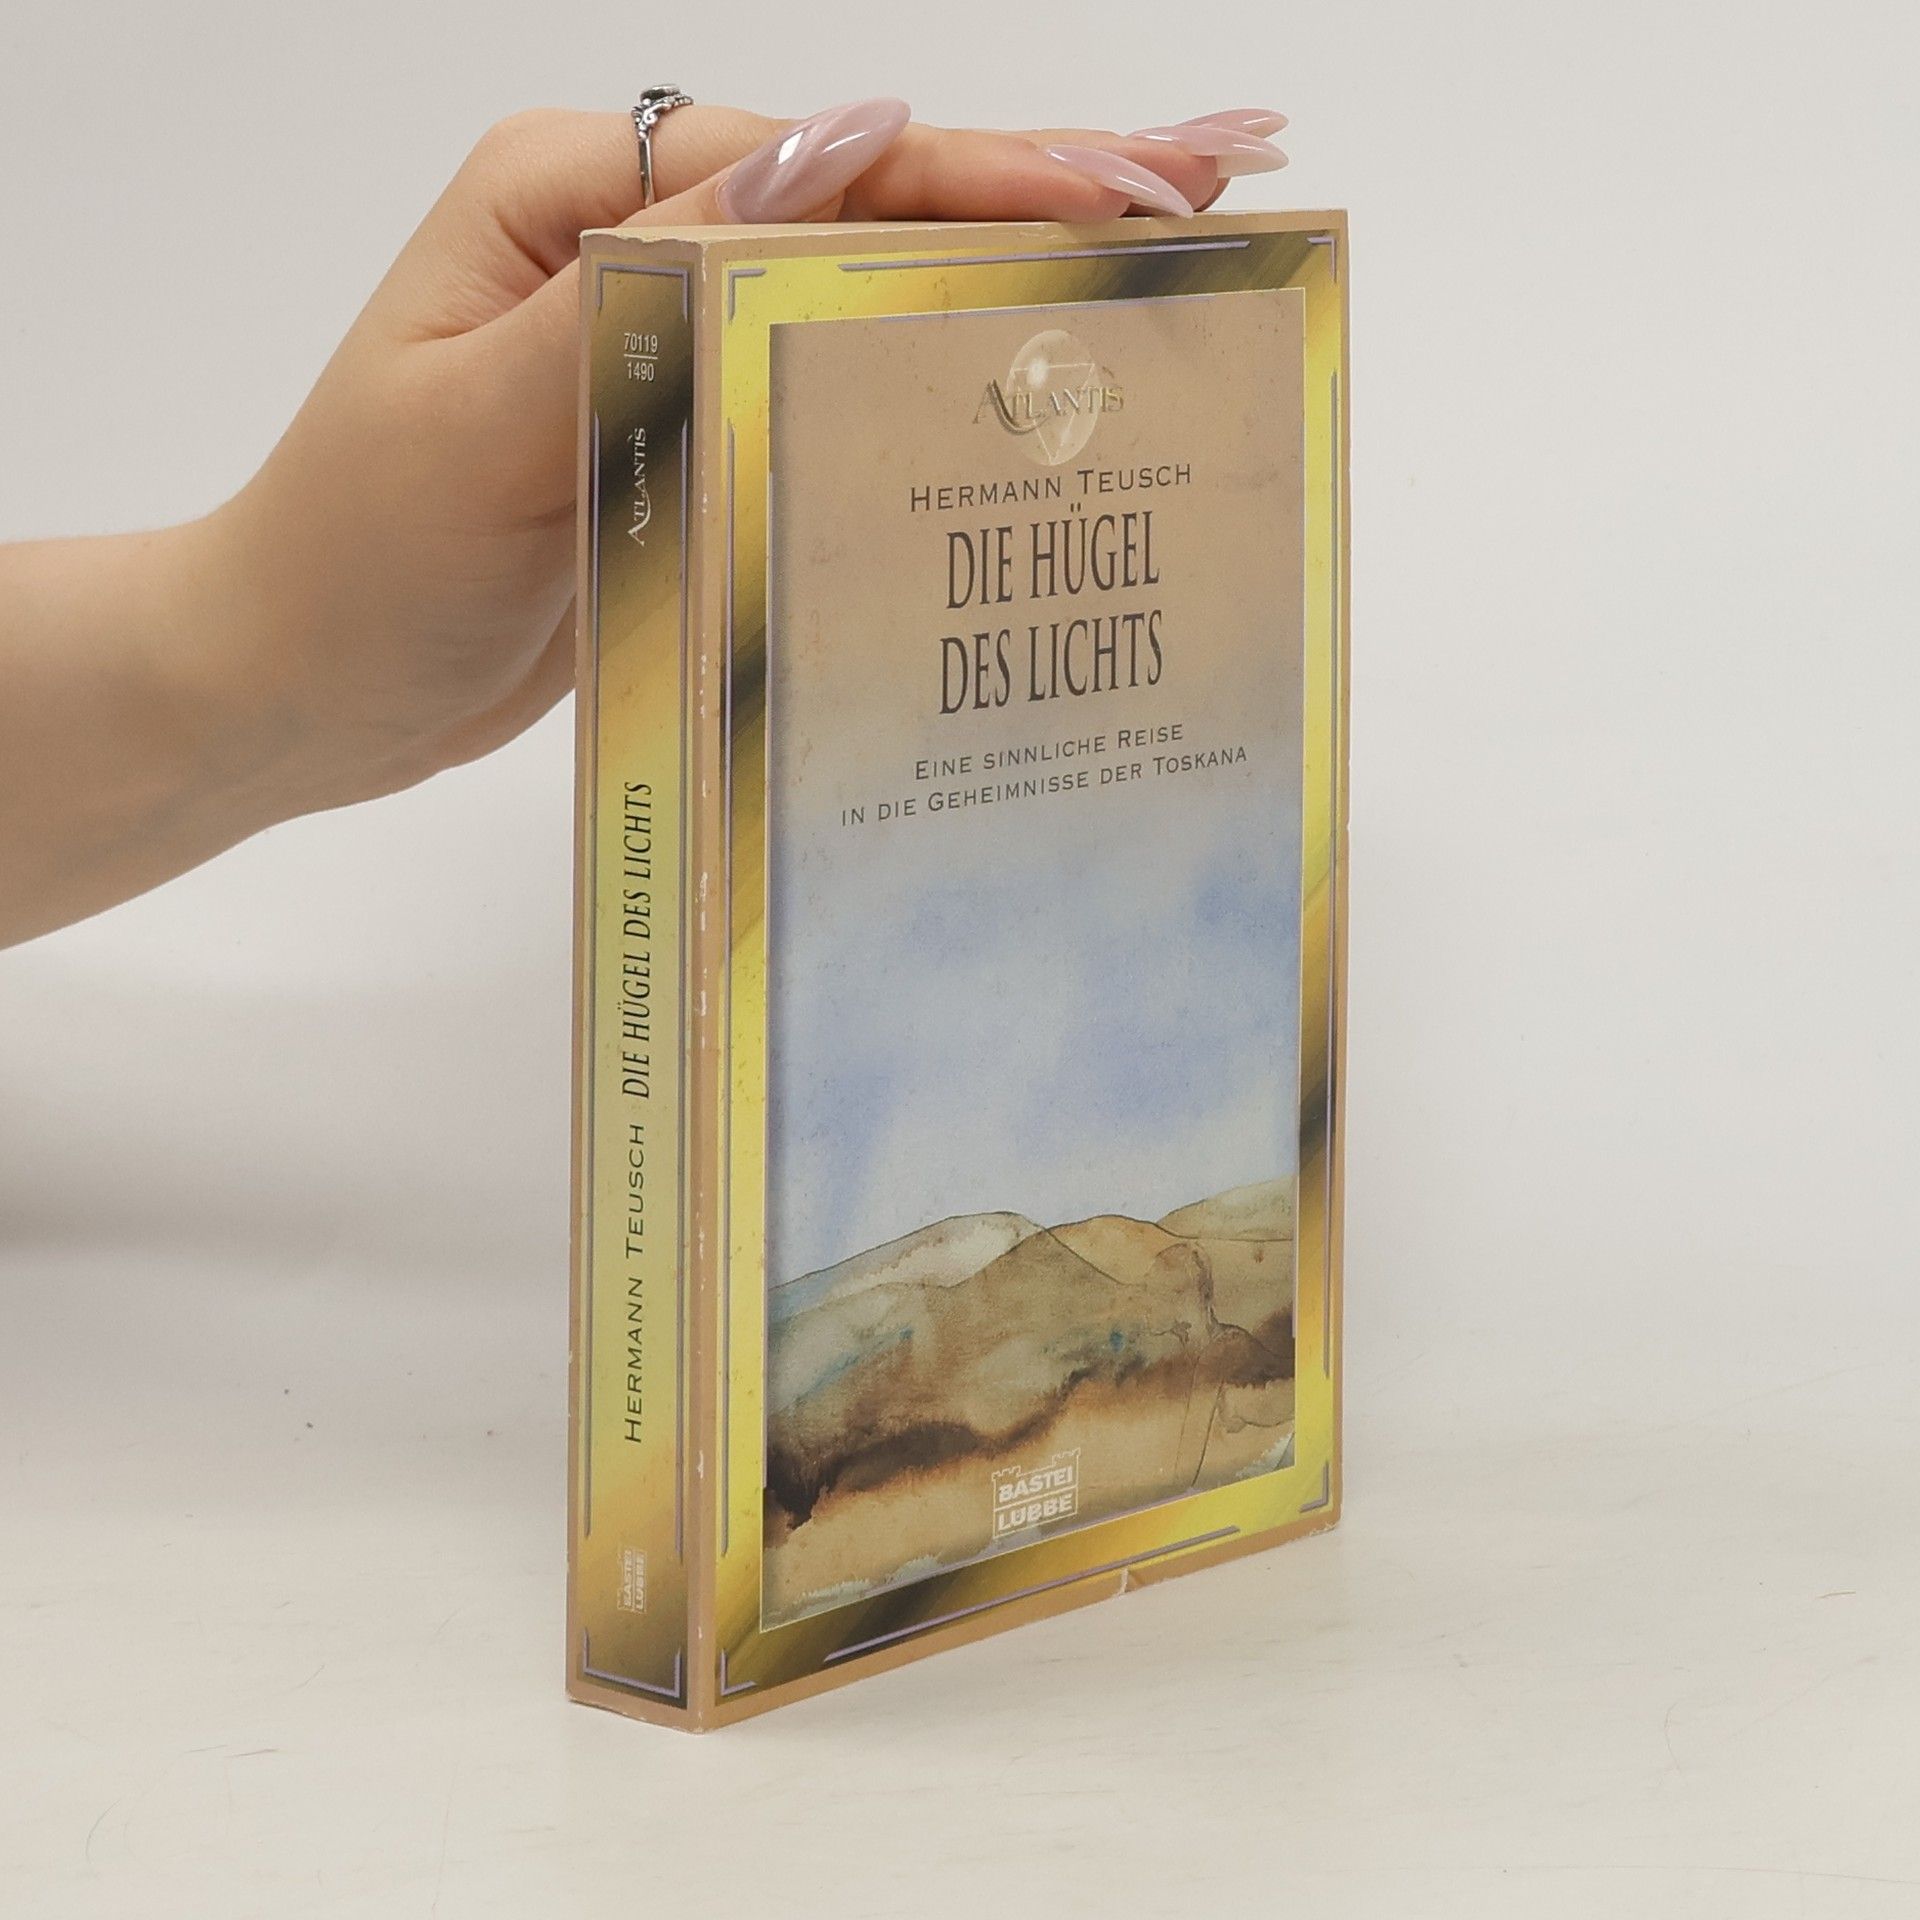 70119
1490
ATLANTIS
HERMANN TEUSCH DIE HÜGEL DES LICHTS
BASTEI
LÜBBE
ATLANTIS
HERMANN TEUSCH
DIE HÜGEL
DES LICHTS
EINE SINNLICHE REISE
IN DIE GEHEIMNISSE DER TOSKANA
BASTEI
LÜBBE